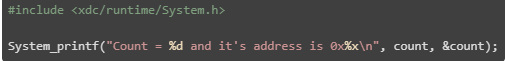 #include <xdc/runtime/System.h>
System_printf("Count = %d and it's address is 0x%x\n", count, &count);